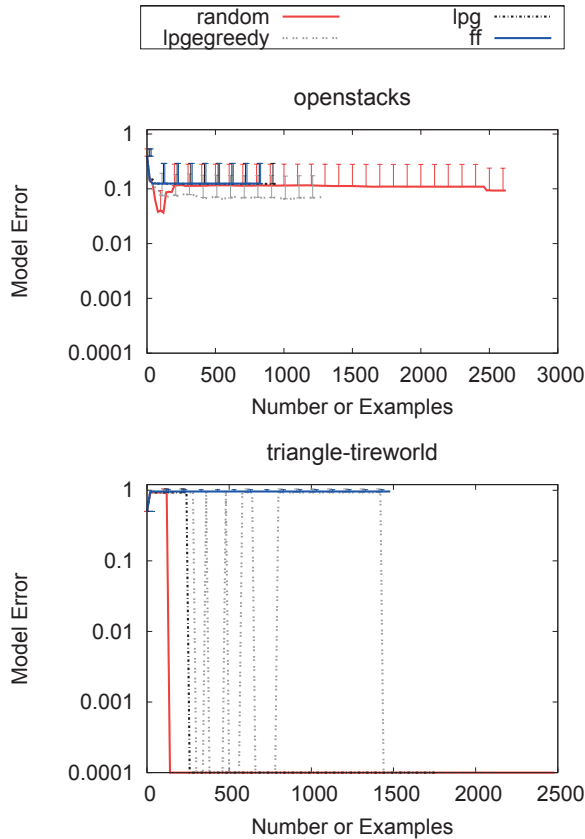 random lpg
lpgegreedy ff
openstacks
1
0.1
0.01
0.001
0.0001
Model Error
0 500 1000 1500 2000 2500 3000
Number or Examples
triangle-tireworld
1
0.1
0.01
0.001
0.0001
Model Error
0 500 1000 1500 2000 2500
Number or Examples